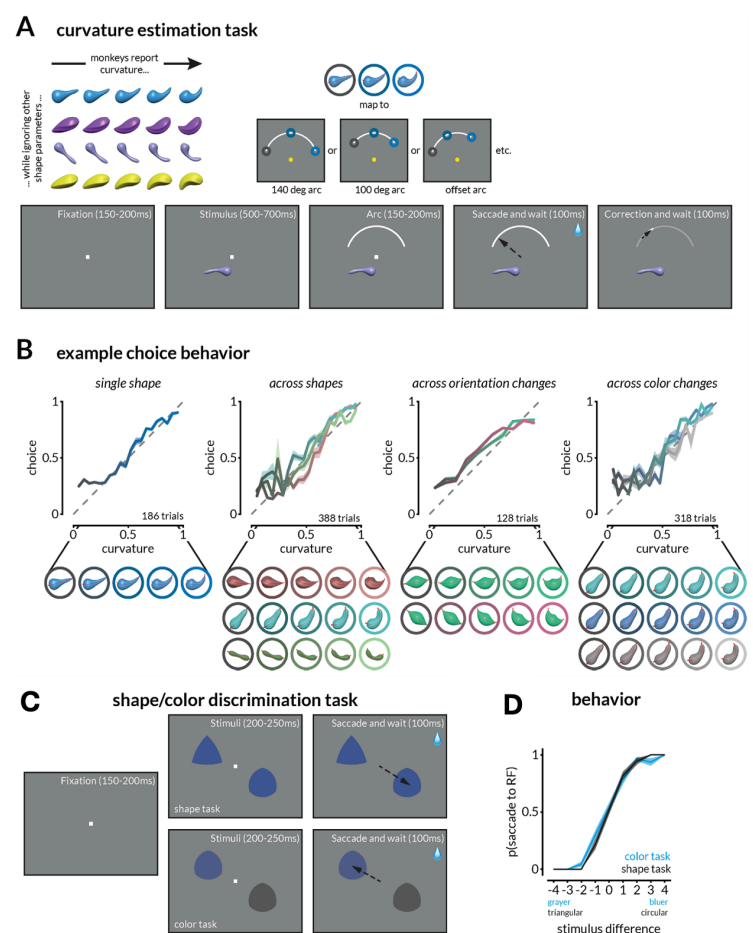 A
curvature estimation task
monkeys report
curvature...
... while ignoring other
shape parameters ...
map to
or
or
etc.
140 deg arc
100 deg arc
offset arc
Fixation (150-200ms)
Stimulus (500-700ms)
Arc (150-200ms)
Saccade and wait (100ms)
Correction and wait (100ms)
B
example choice behavior
single shape
across shapes
across orientation changes
across color changes
1
0.5
0
choice
186 trials
0
0.5
1
curvature
1
0.5
0
choice
388 trials
0
0.5
1
curvature
1
0.5
0
choice
128 trials
0
0.5
1
curvature
1
0.5
0
choice
318 trials
0
0.5
1
curvature
C
shape/color discrimination task
Fixation (150-200ms)
Stimuli (200-250ms)
shape task
Saccade and wait (100ms)
Stimuli (200-250ms)
color task
Saccade and wait (100ms)
D
behavior
p(saccade to RF)
1
0.5
0
color task
shape task
-4 -3 -2 -1 0 1 2 3 4
grayer bluer
triangular circular
stimulus difference